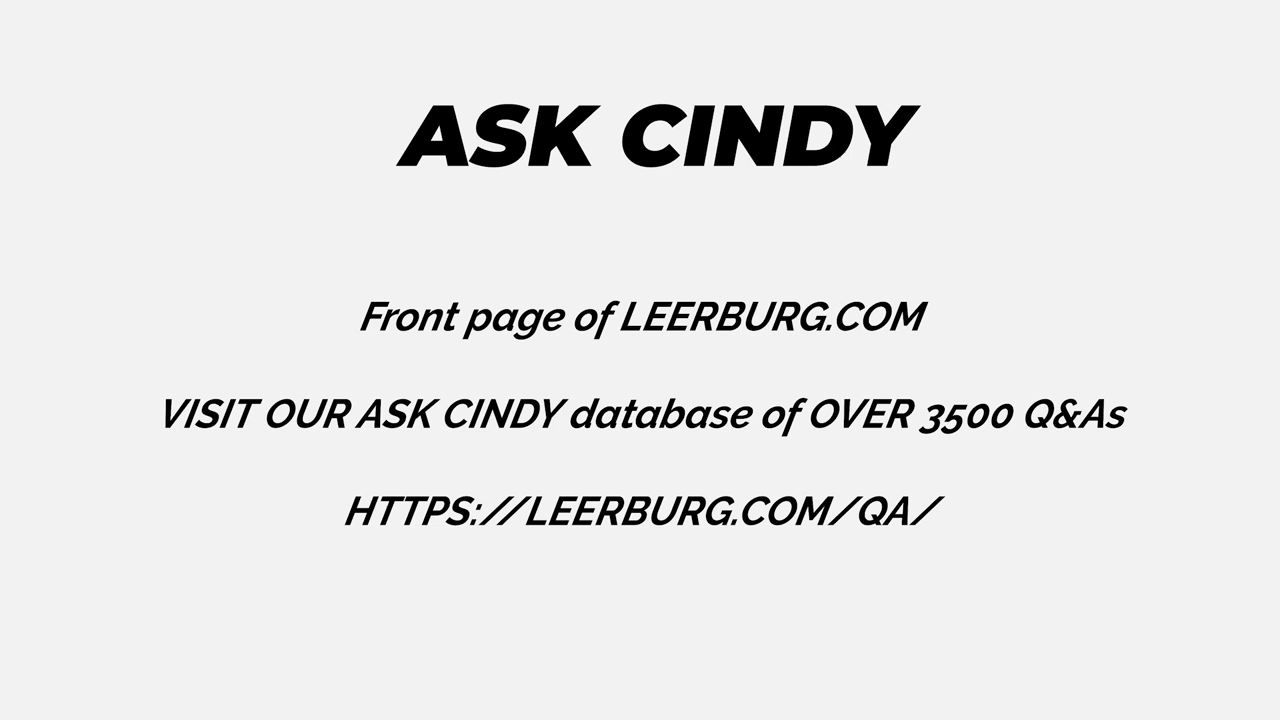 ASK CINDY
Front page of LEERBURG.COM
VISIT OUR ASK CINDY database of OVER 3500 Q&As
HTTPS://LEERBURG.COM/QA/